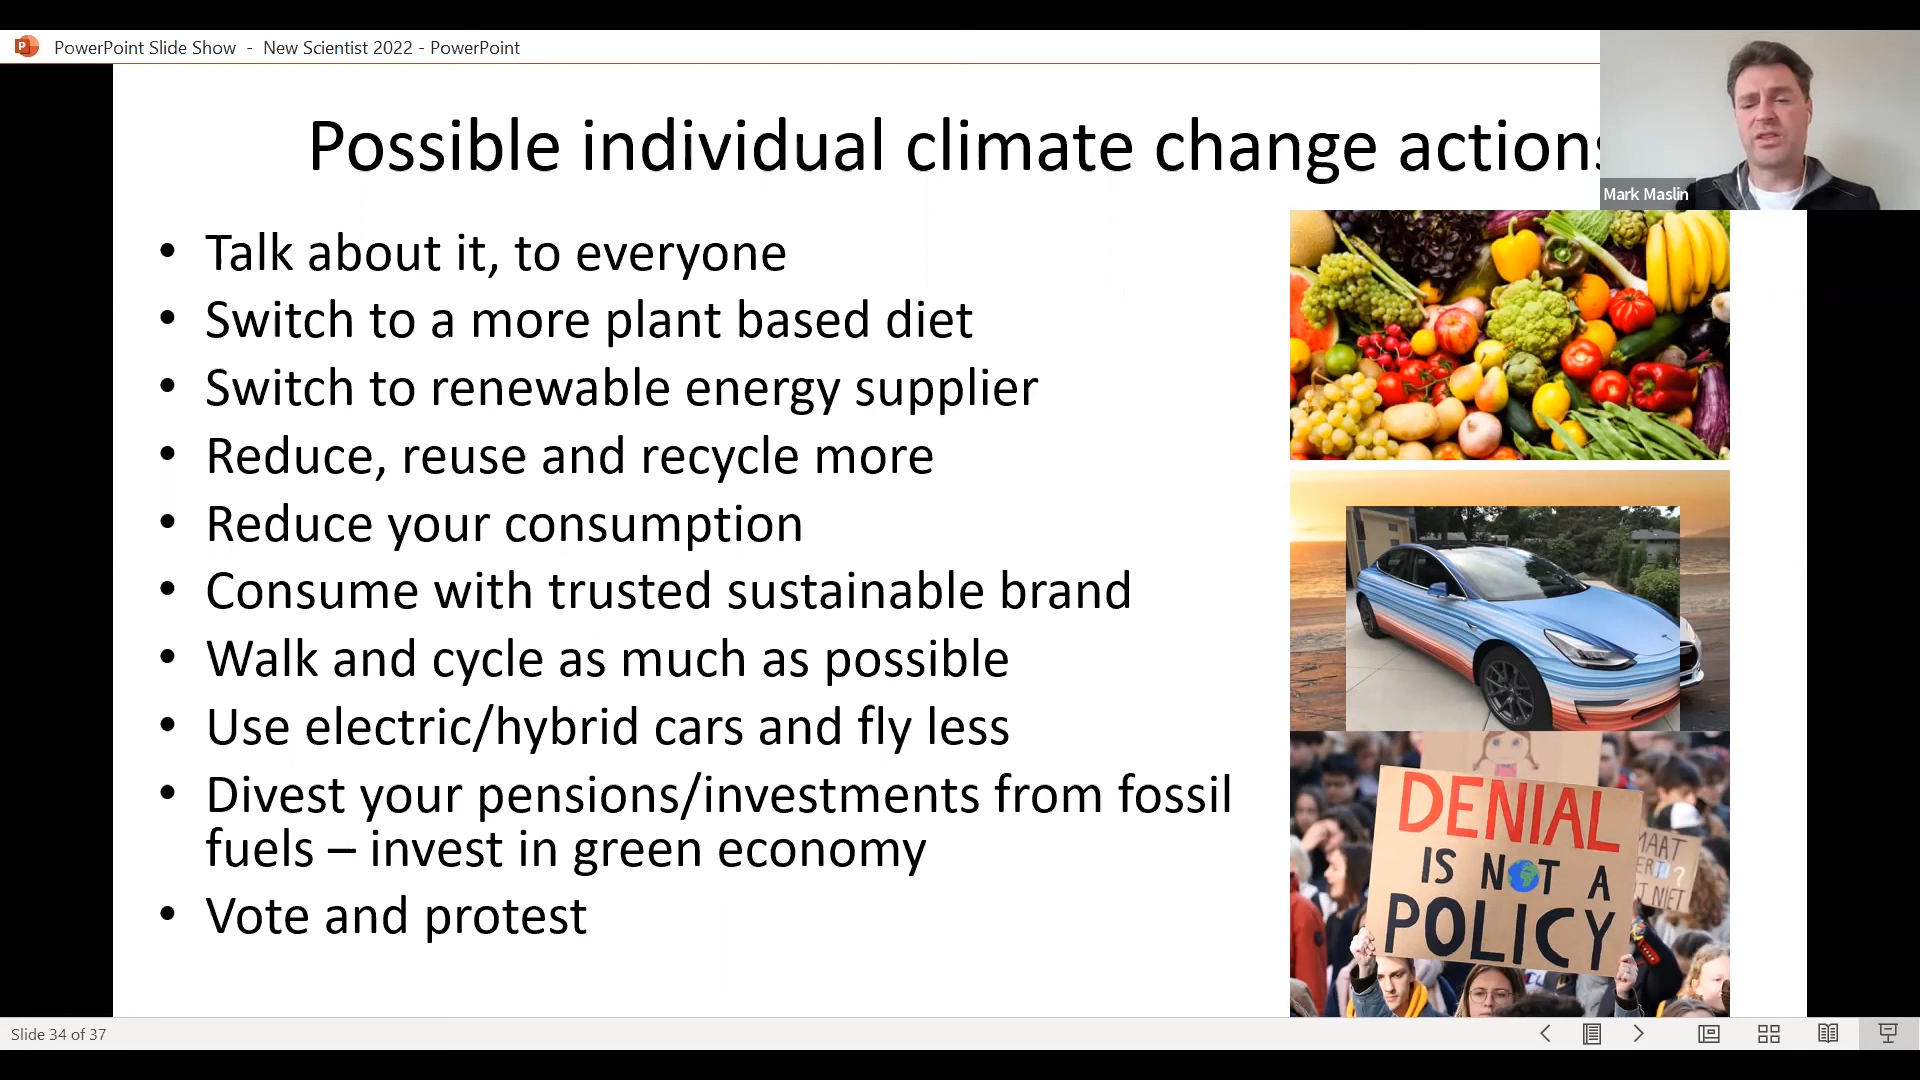 PowerPoint Slide Show - New Scientist 2022 - PowerPoint
Possible individual climate change actions
Mark Maslin
• Talk about it, to everyone
• Switch to a more plant based diet
• Switch to renewable energy supplier
• Reduce, reuse and recycle more
• Reduce your consumption
• Consume with trusted sustainable brand
• Walk and cycle as much as possible
• Use electric/hybrid cars and fly less
• Divest your pensions/investments from fossil
fuels – invest in green economy
• Vote and protest
DENIAL
IS NOT A
POLICY
MAAT
NIET
Slide 34 of 37